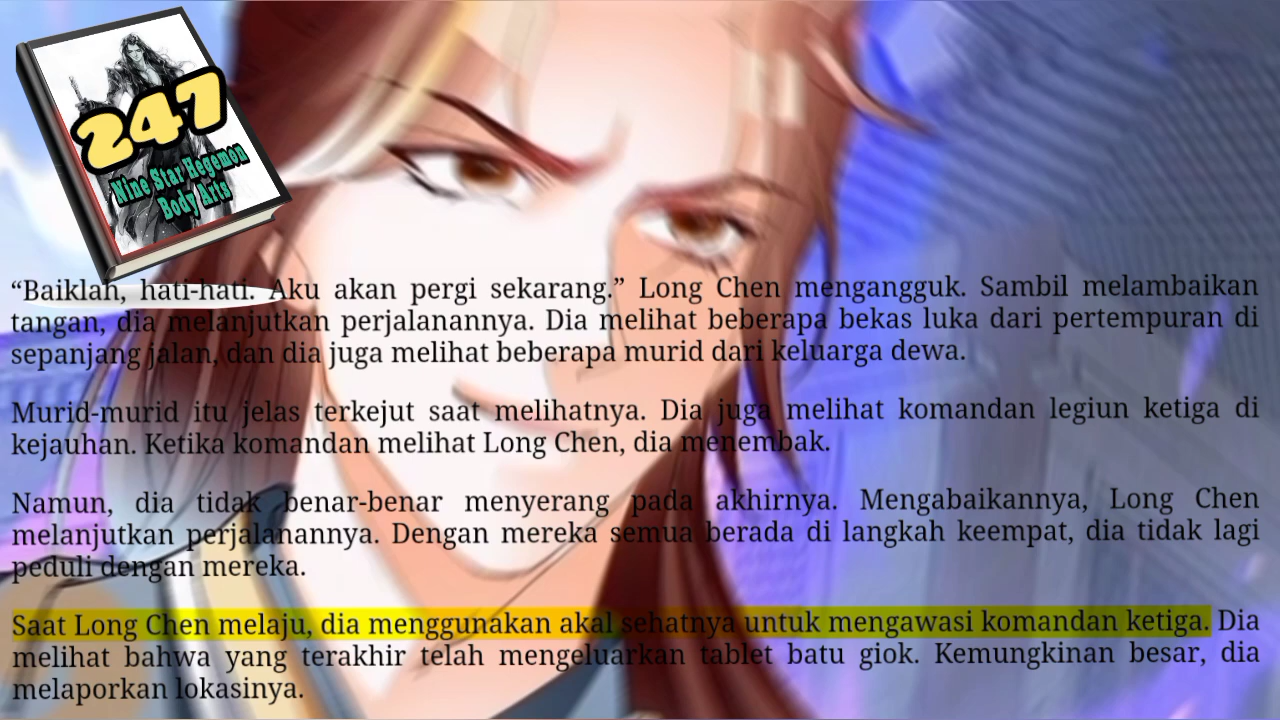 247
Nine Star Hegemon
Body Arts
“Baiklah, hati-hati. Aku akan pergi sekarang.” Long Chen mengangguk. Sambil melambaikan
tangan, dia melanjutkan perjalanannya. Dia melihat beberapa bekas luka dari pertempuran di
sepanjang jalan, dan dia juga melihat beberapa murid dari keluarga dewa.
Murid-murid itu jelas terkejut saat melihatnya. Dia juga melihat komandan legiun ketiga di
kejauhan. Ketika komandan melihat Long Chen, dia menembak.
Namun, dia tidak benar-benar menyerang pada akhirnya. Mengabaikannya, Long Chen
melanjutkan perjalanannya. Dengan mereka semua berada di langkah keempat, dia tidak lagi
peduli dengan mereka.
Saat Long Chen melaju, dia menggunakan akal sehatnya untuk mengawasi komandan ketiga. Dia
melihat bahwa yang terakhir telah mengeluarkan tablet batu giok. Kemungkinan besar, dia
melaporkan lokasinya.